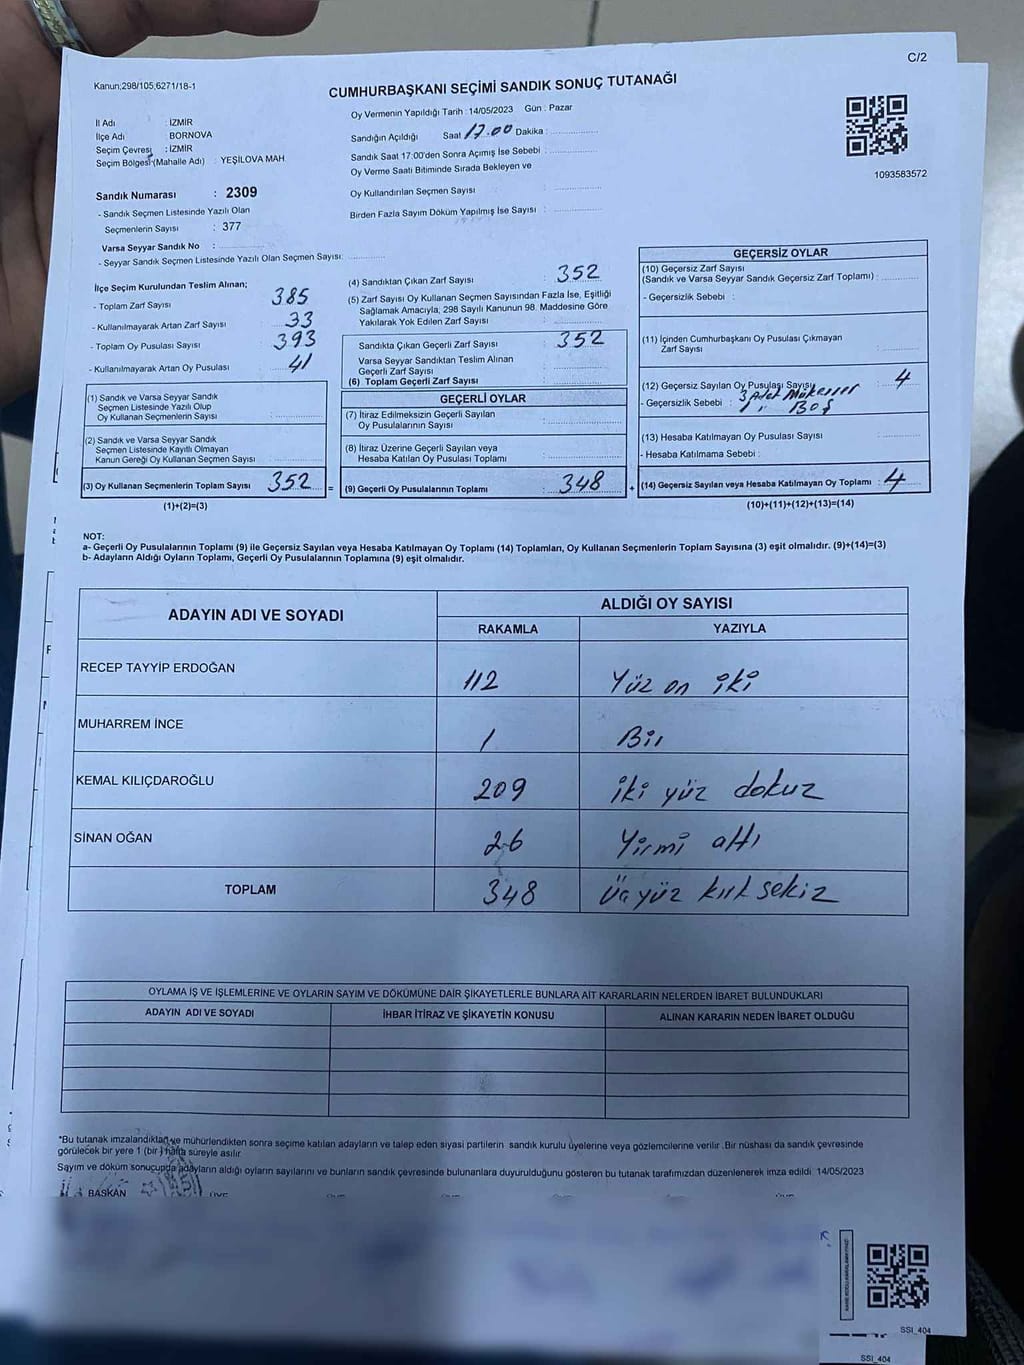 C/2
Kanun;298/105;6271/18-1
CUMHURBAŞKANI SEÇİMİ SANDIK SONUÇ TUTANAĞI
İl Adı : İZMİR
İlçe Adı : BORNOVA
Seçim Çevresi : İZMİR
Seçim Bölgesi (Mahalle Adı) : YEŞİLOVA MAH
Sandık Numarası : 2309
- Sandık Seçmen Listesinde Yazılı Olan
Seçmenlerin Sayısı : 377
Varsa Seyyar Sandık No :
- Seyyar Sandık Seçmen Listesinde Yazılı Olan Seçmen Sayısı:
Oy Vermenin Yapıldığı Tarih : 14/05/2023 Gün : Pazar
Sandığın Açıldığı Saat 17.00 Dakika :
Sandık Saat 17:00'den Sonra Açımış İse Sebebi :
Oy Verme Saati Bitiminde Sırada Bekleyen ve
Oy Kullandırılan Seçmen Sayısı :
Birden Fazla Sayım Döküm Yapılmış İse Sayısı :
1093583572
İlçe Seçim Kurulundan Teslim Alınan;
- Toplam Zarf Sayısı : 385
- Kullanılmayarak Artan Zarf Sayısı : 33
- Toplam Oy Pusulası Sayısı : 393
- Kullanılmayarak Artan Oy Pusulası : 41
(1) Sandık ve Varsa Seyyar Sandık
Seçmen Listesinde Yazılı Olup
Oy Kullanan Seçmenlerin Sayısı :
(2) Sandık ve Varsa Seyyar Sandık
Seçmen Listesinde Kayıtlı Olmayan
Kanun Gereği Oy Kullanan Seçmen Sayısı :
(3) Oy Kullanan Seçmenlerin Toplam Sayısı : 352
(1)+(2)=(3)
=
(4) Sandıktan Çıkan Zarf Sayısı : 352
(5) Zarf Sayısı Oy Kullanan Seçmen Sayısından Fazla İse, Eşitliği
Sağlamak Amacıyla; 298 Sayılı Kanunun 98. Maddesine Göre
Yakılarak Yok Edilen Zarf Sayısı :
Sandıkta Çıkan Geçerli Zarf Sayısı : 352
Varsa Seyyar Sandıktan Teslim Alınan
Geçerli Zarf Sayısı :
(6) Toplam Geçerli Zarf Sayısı :
GEÇERLİ OYLAR
(7) İtiraz Edilmeksizin Geçerli Sayılan
Oy Pusulalarının Sayısı :
(8) İtiraz Üzerine Geçerli Sayılan veya
Hesaba Katılan Oy Pusulası Toplamı :
(9) Geçerli Oy Pusulalarının Toplamı : 348
+
GEÇERSİZ OYLAR
(10) Geçersiz Zarf Sayısı
(Sandık ve Varsa Seyyar Sandık Geçersiz Zarf Toplamı) :
- Geçersizlik Sebebi :
(11) İçinden Cumhurbaşkanı Oy Pusulası Çıkmayan
Zarf Sayısı :
(12) Geçersiz Sayılan Oy Pusulası Sayısı : 4
- Geçersizlik Sebebi : 3 Adet Mükerrer
1 " Boş
(13) Hesaba Katılmayan Oy Pusulası Sayısı :
- Hesaba Katılmama Sebebi :
(14) Geçersiz Sayılan veya Hesaba Katılmayan Oy Toplamı : 4
(10)+(11)+(12)+(13)=(14)
NOT:
a- Geçerli Oy Pusulalarının Toplamı (9) ile Geçersiz Sayılan veya Hesaba Katılmayan Oy Toplamı (14) Toplamları, Oy Kullanan Seçmenlerin Toplam Sayısına (3) eşit olmalıdır. (9)+(14)=(3)
b- Adayların Aldığı Oyların Toplamı, Geçerli Oy Pusulalarının Toplamına (9) eşit olmalıdır.
ADAYIN ADI VE SOYADI
ALDIĞI OY SAYISI
RAKAMLA YAZIYLA
RECEP TAYYİP ERDOĞAN 112 Yüz on iki
MUHARREM İNCE 1 Bir
KEMAL KILIÇDAROĞLU 209 iki yüz dokuz
SİNAN OĞAN 26 Yirmi altı
TOPLAM 348 Üç yüz kırk sekiz
OYLAMA İŞ VE İŞLEMLERİNE VE OYLARIN SAYIM VE DÖKÜMÜNE DAİR ŞİKAYETLERLE BUNLARA AİT KARARLARIN NELERDEN İBARET BULUNDUKLARI
ADAYIN ADI VE SOYADI İHBAR İTİRAZ VE ŞİKAYETİN KONUSU ALINAN KARARIN NEDEN İBARET OLDUĞU
*Bu tutanak imzalandıktan ve mühürlendikten sonra seçime katılan adayların ve talep eden siyasi partilerin sandık kurulu üyelerine veya gözlemcilerine verilir .Bir nüshası da sandık çevresinde
görülecek bir yere 1 (bir ) hafta süreyle asılır
Sayım ve döküm sonucunda adayların aldığı oyların sayılarını ve bunların sandık çevresinde bulunanlara duyurulduğunu gösteren bu tutanak tarafımızdan düzenlenerek imza edildi 14/05/2023
BAŞKAN
SSI_404
SSI_404